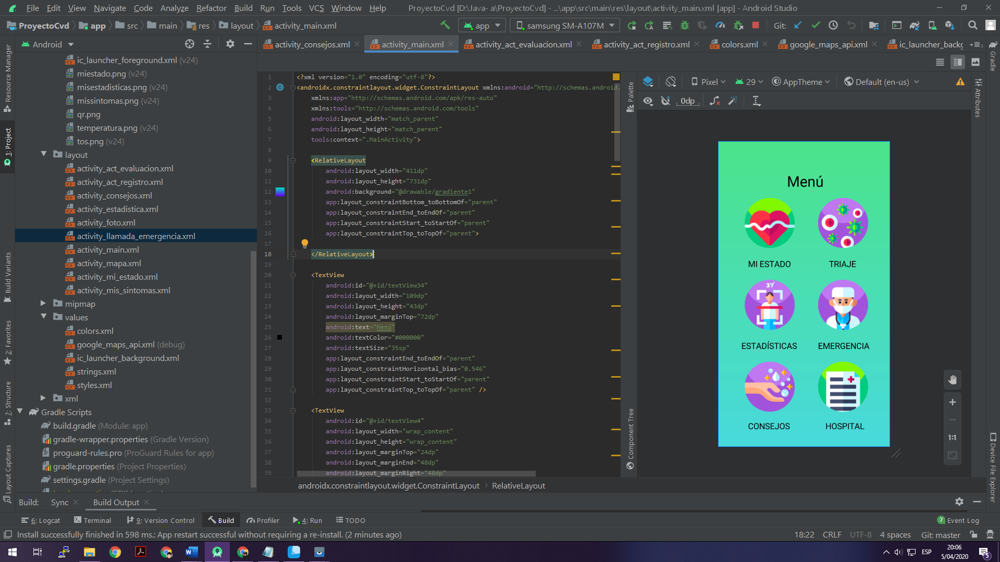 File Edit View Navigate Code Analyze Refactor Build Run Tools VCS Window Help ProyectoCvd [D:\Java- a\ProyectoCvd] - ...\app\src\main\res\layout\activity_main.xml [app] - Android Studio
ProyectoCvd app src main res layout activity_main.xml app samsung SM-A107M Git:
Android activity_consejos.xml activity_main.xml activity_act_evaluacion.xml activity_act_registro.xml colors.xml google_maps_api.xml ic_launcher_backg
Resource Manager
1: Project
Build Variants
2: Favorites
7: Structure
Layout Captures
ic_launcher_foreground.xml (v24)
miestado.png (v24)
misestadisticas.png (v24)
missintomas.png (v24)
qr.png
temperatura.png (v24)
tos.png (v24)
layout
activity_act_evaluacion.xml
activity_act_registro.xml
activity_consejos.xml
activity_estadistica.xml
activity_foto.xml
activity_llamada_emergencia.xml
activity_main.xml
activity_mapa.xml
activity_mi_estado.xml
activity_mis_sintomas.xml
mipmap
values
colors.xml
google_maps_api.xml (debug)
ic_launcher_background.xml
strings.xml
styles.xml
xml
Gradle Scripts
build.gradle (Module: app)
gradle-wrapper.properties (Gradle Version)
proguard-rules.pro (ProGuard Rules for app)
gradle.properties (Project Properties)
settings.gradle (Project Settings)
1 <?xml version="1.0" encoding="utf-8"?>
2 <androidx.constraintlayout.widget.ConstraintLayout xmlns:android="http://schemas.android.
3 xmlns:app="http://schemas.android.com/apk/res-auto"
4 xmlns:tools="http://schemas.android.com/tools"
5 android:layout_width="match_parent"
6 android:layout_height="match_parent"
7 tools:context=".MainActivity">
8
9 <RelativeLayout
10 android:layout_width="411dp"
11 android:layout_height="731dp"
12 android:background="@drawable/gradiente1"
13 app:layout_constraintBottom_toBottomOf="parent"
14 app:layout_constraintEnd_toEndOf="parent"
15 app:layout_constraintStart_toStartOf="parent"
16 app:layout_constraintTop_toTopOf="parent">
17
18 </RelativeLayout>
19
20 <TextView
21 android:id="@+id/textView34"
22 android:layout_width="109dp"
23 android:layout_height="43dp"
24 android:layout_marginTop="72dp"
25 android:text="Menú"
26 android:textColor="#000000"
27 android:textSize="35sp"
28 app:layout_constraintEnd_toEndOf="parent"
29 app:layout_constraintHorizontal_bias="0.546"
30 app:layout_constraintStart_toStartOf="parent"
31 app:layout_constraintTop_toTopOf="parent" />
32
33 <TextView
34 android:id="@+id/textView4"
35 android:layout_width="wrap_content"
36 android:layout_height="wrap_content"
37 android:layout_marginTop="24dp"
38 android:layout_marginEnd="48dp"
39 android:layout_marginRight="48dp"
androidx.constraintlayout.widget.ConstraintLayout RelativeLayout
Palette
Component Tree
Pixel 29 AppTheme Default (en-us)
0dp
Menú
MI ESTADO TRIAJE
37°
ESTADÍSTICAS EMERGENCIA
CONSEJOS HOSPITAL
1:1
Gradle
Attributes
Device File Explorer
Build: Sync Build Output
6: Logcat Terminal 9: Version Control Build Profiler 4: Run TODO 7 Event Log
Install successfully finished in 598 ms.: App restart successful without requiring a re-install. (2 minutes ago) 18:22 CRLF UTF-8 4 spaces Git: master
ESP 20:06
5/04/2020 5